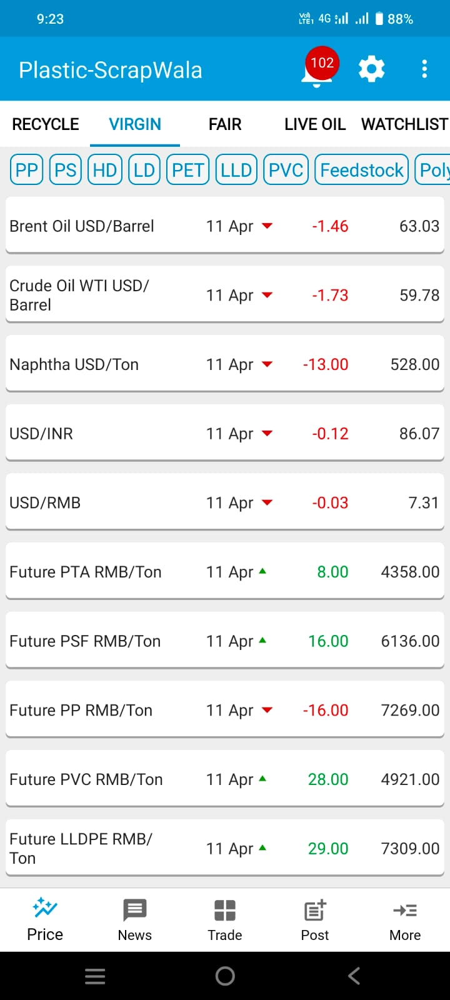 9:23 VoD LTE1 4G 88%
Plastic-ScrapWala 102
RECYCLE VIRGIN FAIR LIVE OIL WATCHLIST
PP PS HD LD PET LLD PVC Feedstock Poly
Brent Oil USD/Barrel 11 Apr -1.46 63.03
Crude Oil WTI USD/
Barrel 11 Apr -1.73 59.78
Naphtha USD/Ton 11 Apr -13.00 528.00
USD/INR 11 Apr -0.12 86.07
USD/RMB 11 Apr -0.03 7.31
Future PTA RMB/Ton 11 Apr 8.00 4358.00
Future PSF RMB/Ton 11 Apr 16.00 6136.00
Future PP RMB/Ton 11 Apr -16.00 7269.00
Future PVC RMB/Ton 11 Apr 28.00 4921.00
Future LLDPE RMB/
Ton 11 Apr 29.00 7309.00
Price News Trade Post More